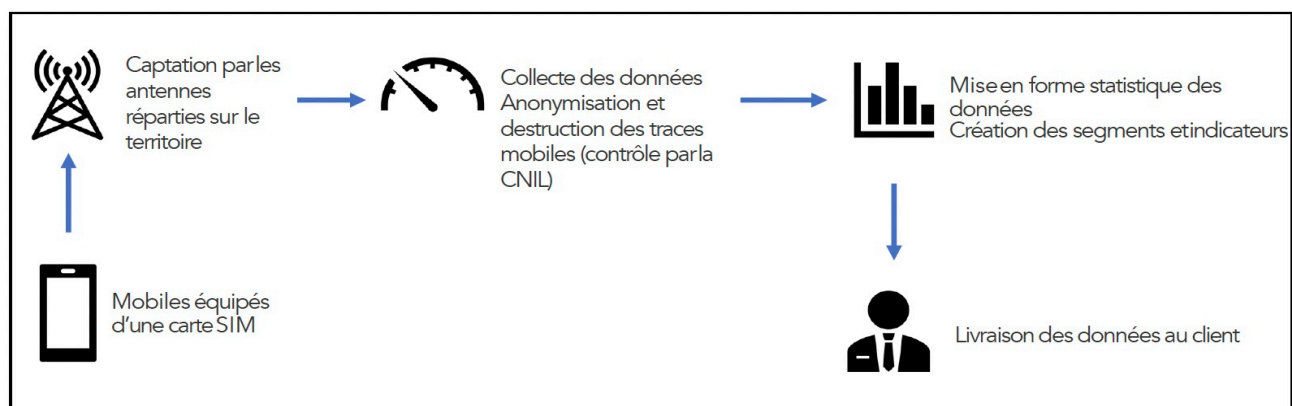 Captation par les
antennes
réparties sur le
territoire
Collecte des données
Anonymisation et
destruction des traces
mobiles (contrôle par la
CNIL)
Mise en forme statistique des
données
Création des segments et indicateurs
Mobiles équipés
d'une carte SIM
Livraison des données au client